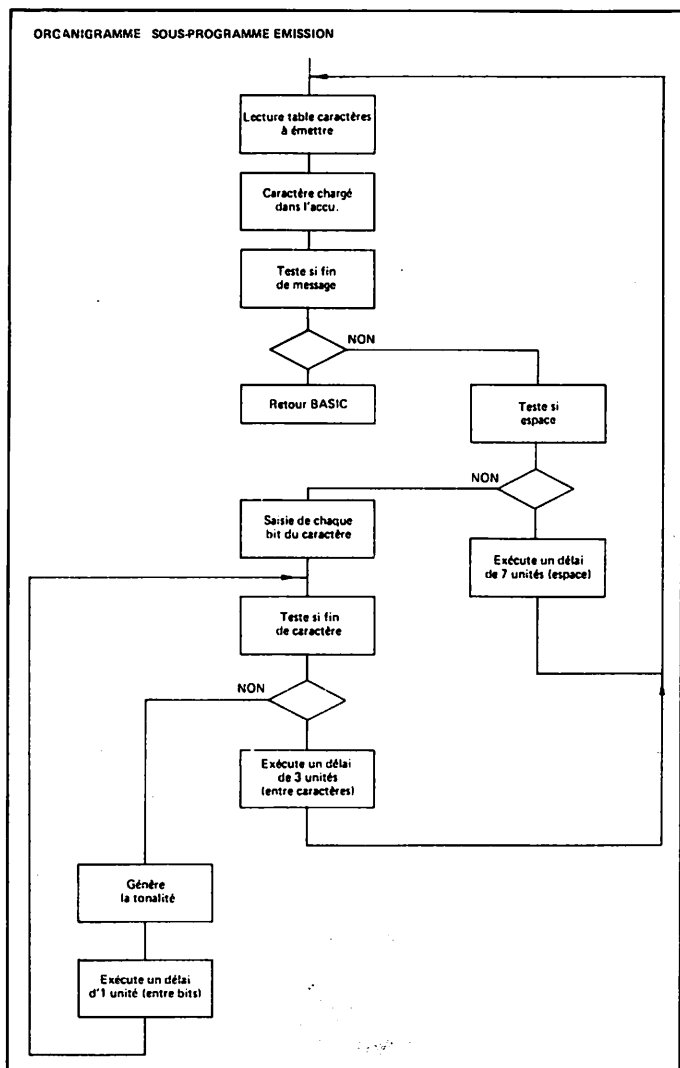 ORGANIGRAMME SOUS-PROGRAMME EMISSION
Lecture table caractères
à émettre
Caractère chargé
dans l'accu.
Teste si fin
de message
NON
Retour BASIC
Teste si
espace
NON
Saisie de chaque
bit du caractère
Exécute un délai
de 7 unités (espace)
Teste si fin
de caractère
NON
Exécute un délai
de 3 unités
(entre caractères)
Génère
la tonalité
Exécute un délai
d'1 unité (entre bits)